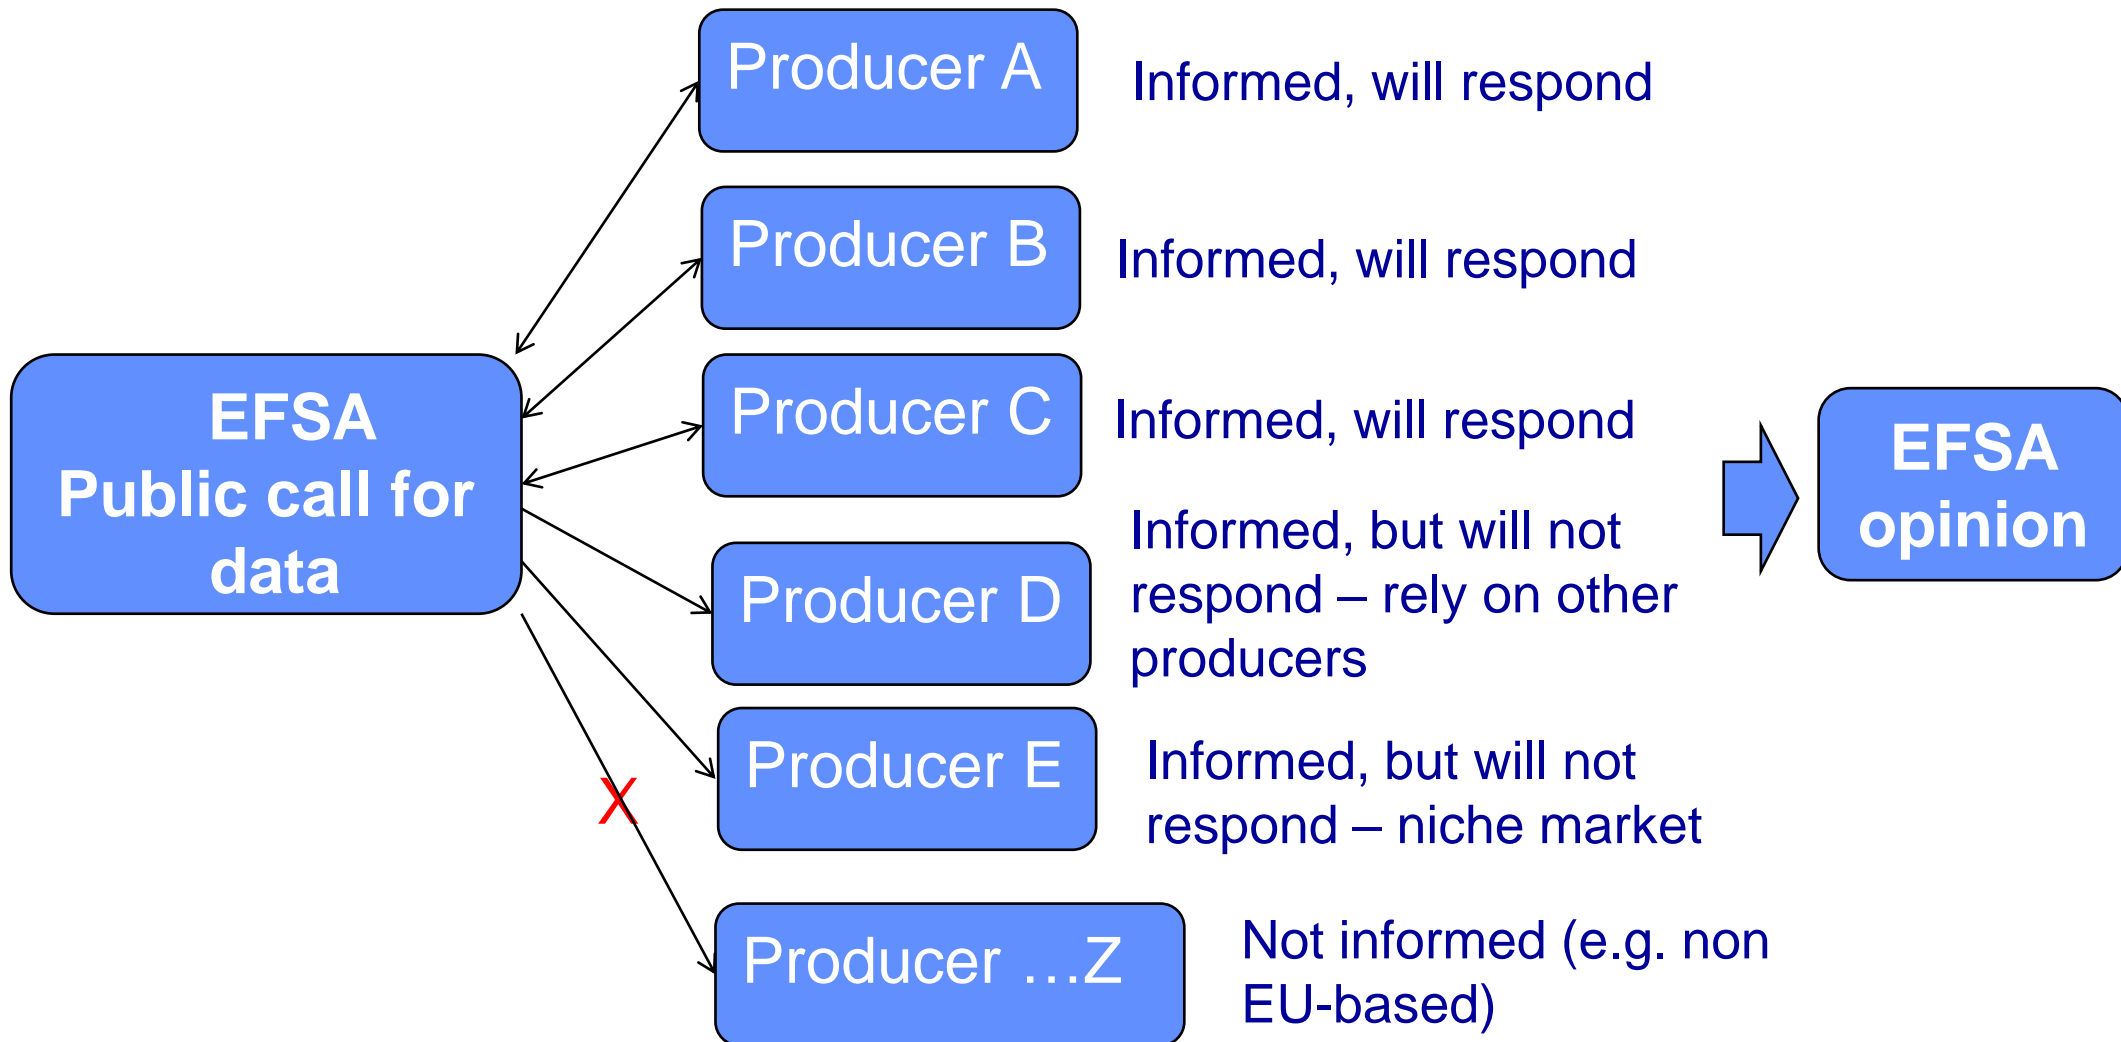 Producer A
Informed, will respond
Producer B
Informed, will respond
EFSA
Public call for
data
Producer C
Informed, will respond
Producer D
Informed, but will not
respond – rely on other
producers
Producer E
Informed, but will not
respond – niche market
X
Producer …Z
Not informed (e.g. non
EU-based)
EFSA
opinion